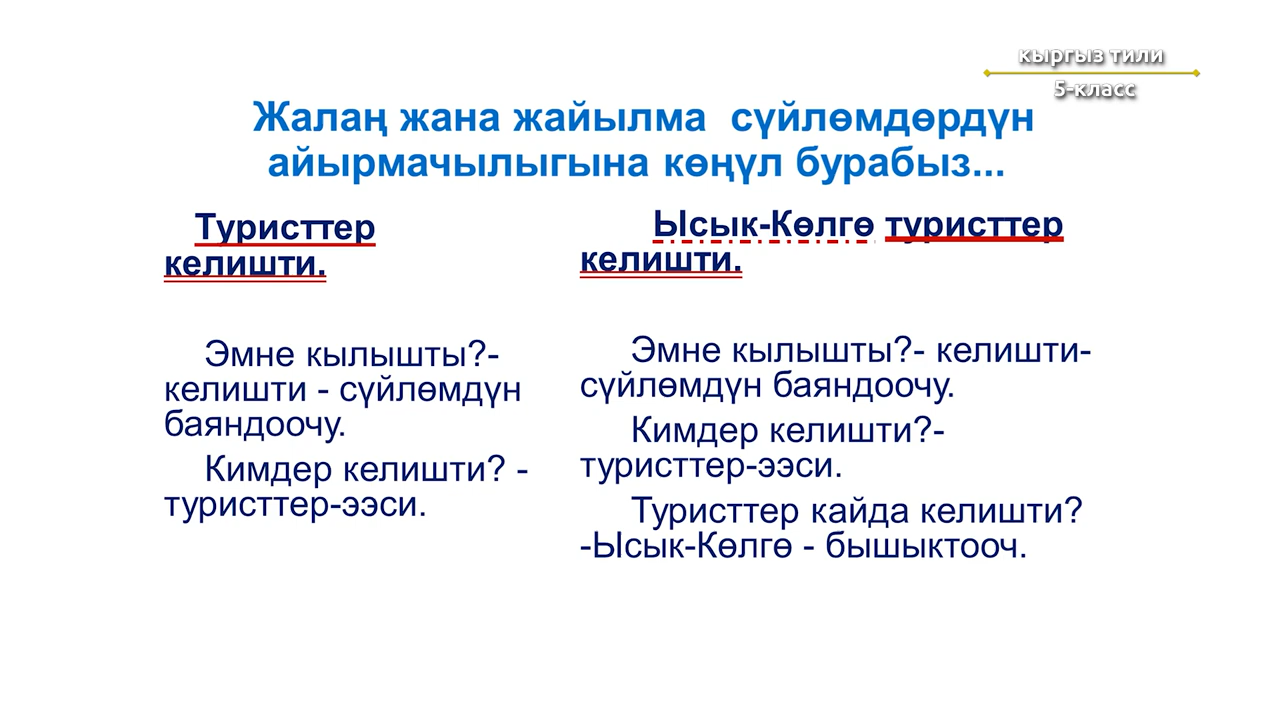 кыргыз тили
5-класс
Жалаң жана жайылма сүйлөмдөрдүн
айырмачылыгына көңүл бурабыз...
Туристтер
келишти.
Эмне кылышты?-
келишти - сүйлөмдүн
баяндоочу.
Кимдер келишти? -
туристтер-ээси.
Ысык-Көлгө туристтер
келишти.
Эмне кылышты?- келишти-
сүйлөмдүн баяндоочу.
Кимдер келишти?-
туристтер-ээси.
Туристтер кайда келишти?
-Ысык-Көлгө - бышыктооч.